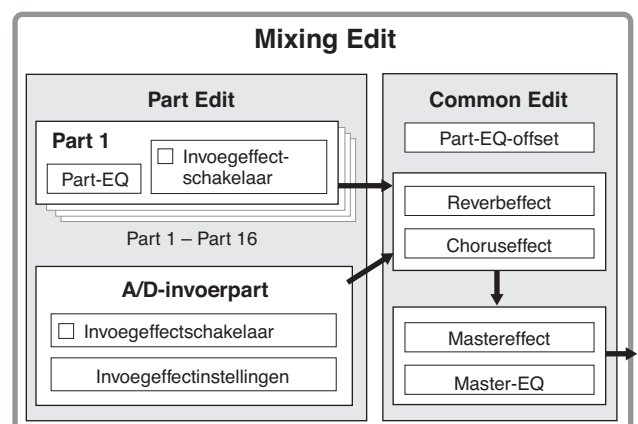 Mixing Edit
Part Edit
Part 1
Part-EQ
Invoegeffect-
schakelaar
Part 1 – Part 16
A/D-invoerpart
Invoegeffectschakelaar
Invoegeffectinstellingen
Common Edit
Part-EQ-offset
Reverbeffect
Choruseffect
Mastereffect
Master-EQ